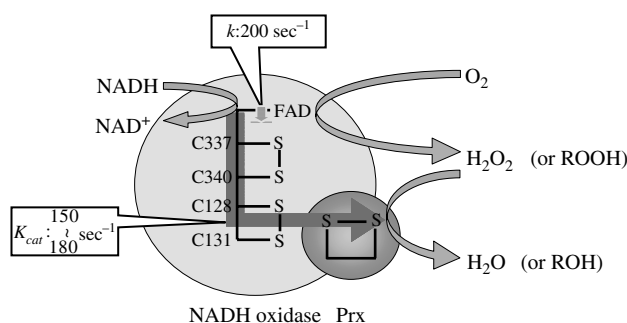 k:200 sec⁻¹
NADH
O₂
FAD
NAD⁺
C337 S
H₂O₂ (or ROOH)
C340 S
150
C128 S S S
Kcat: ~ sec⁻¹
180
C131 S
H₂O (or ROH)
NADH oxidase Prx